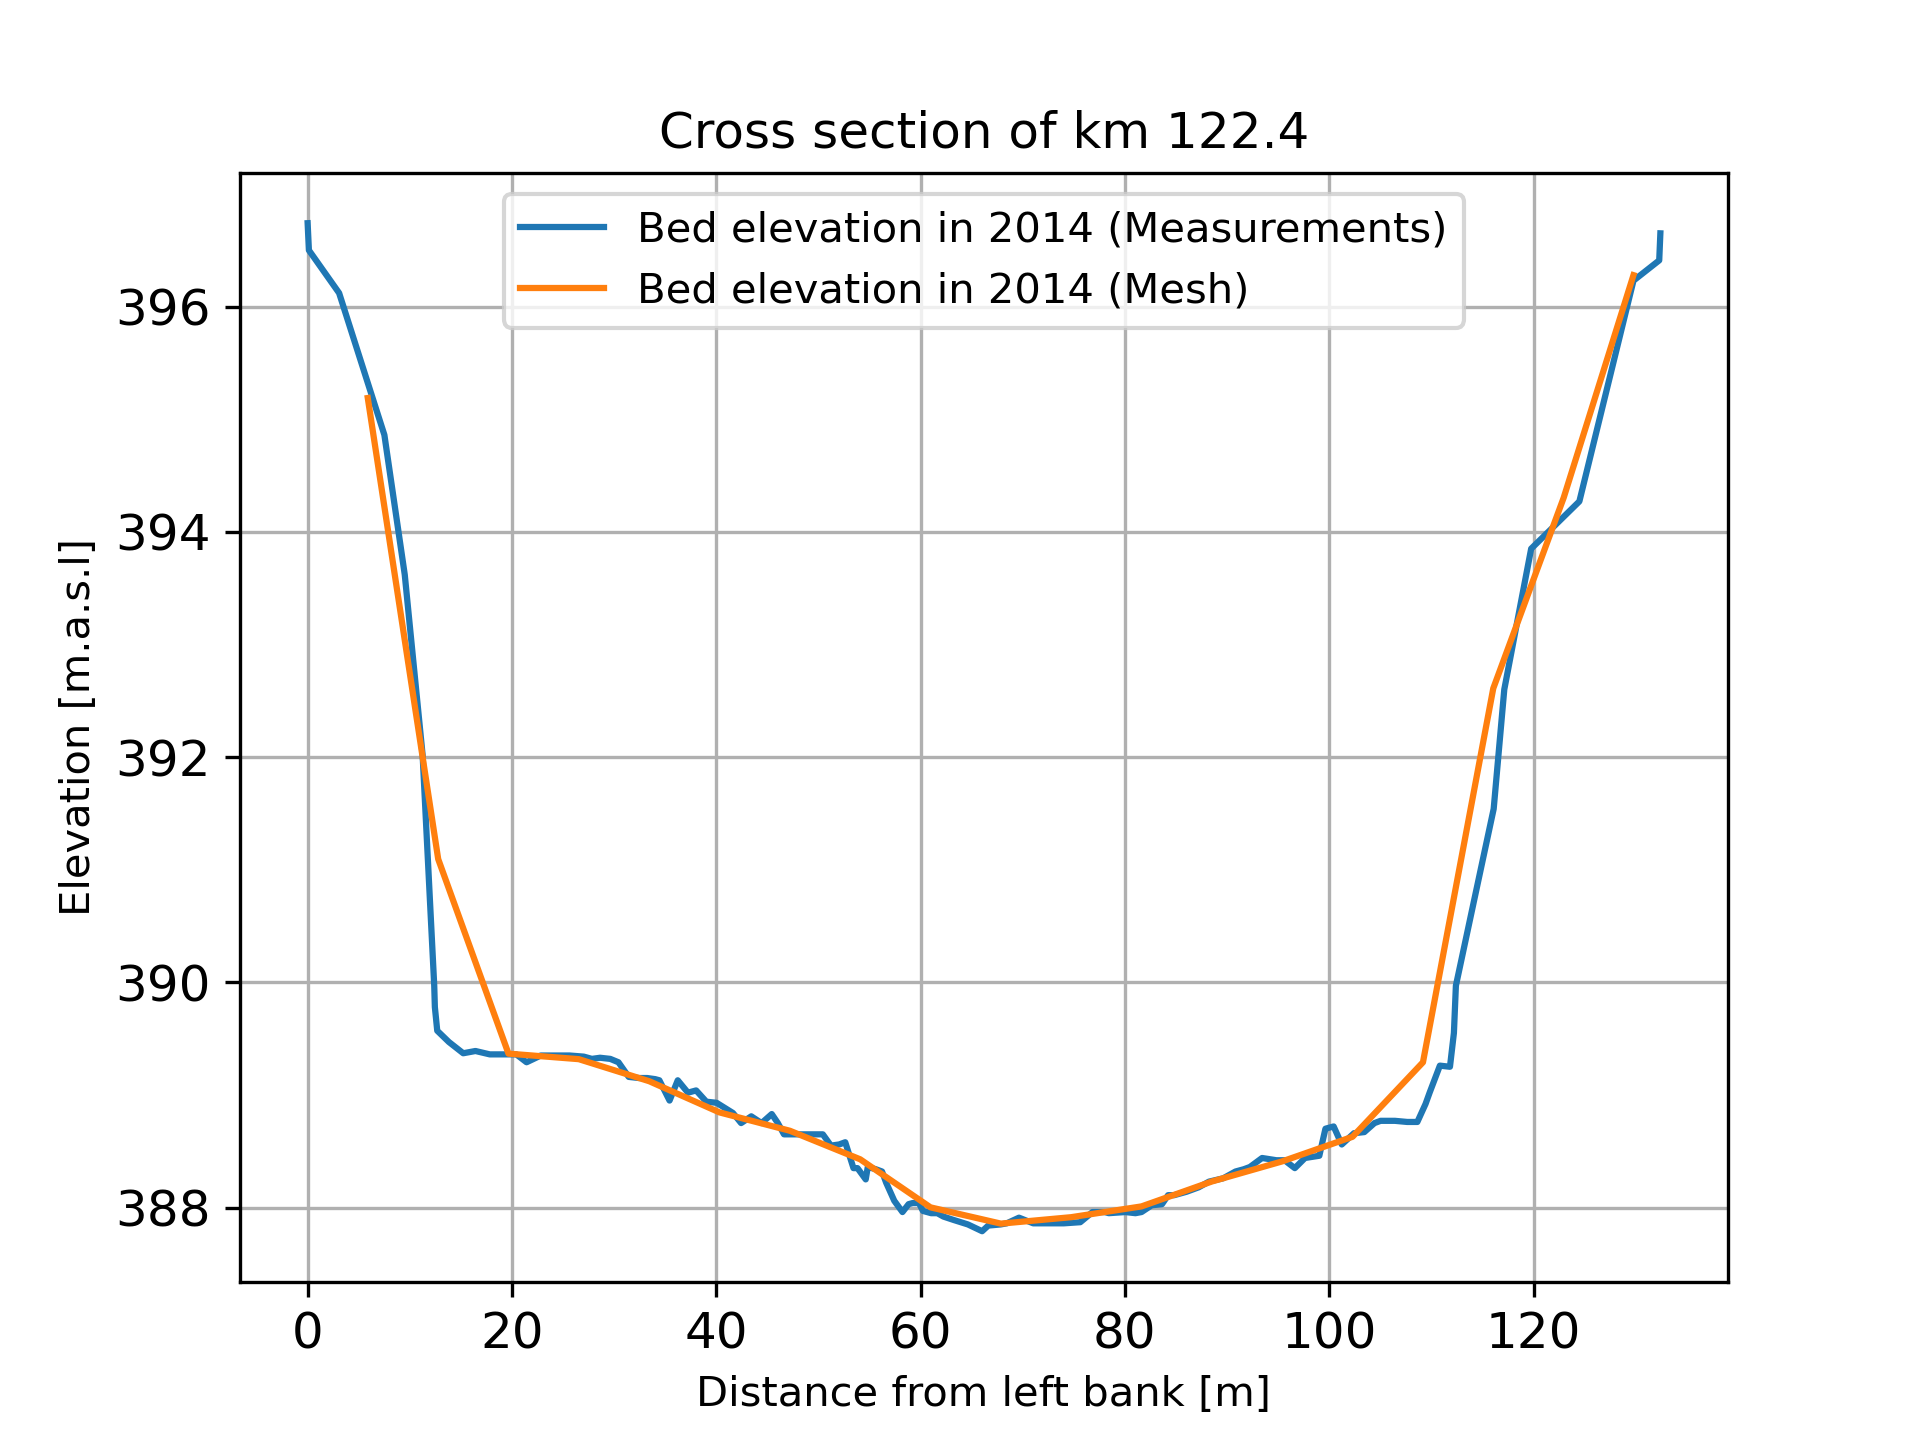 Cross section of km 122.4
Bed elevation in 2014 (Measurements)
Bed elevation in 2014 (Mesh)
Elevation [m.a.s.l]
396
394
392
390
388
0 20 40 60 80 100 120
Distance from left bank [m]